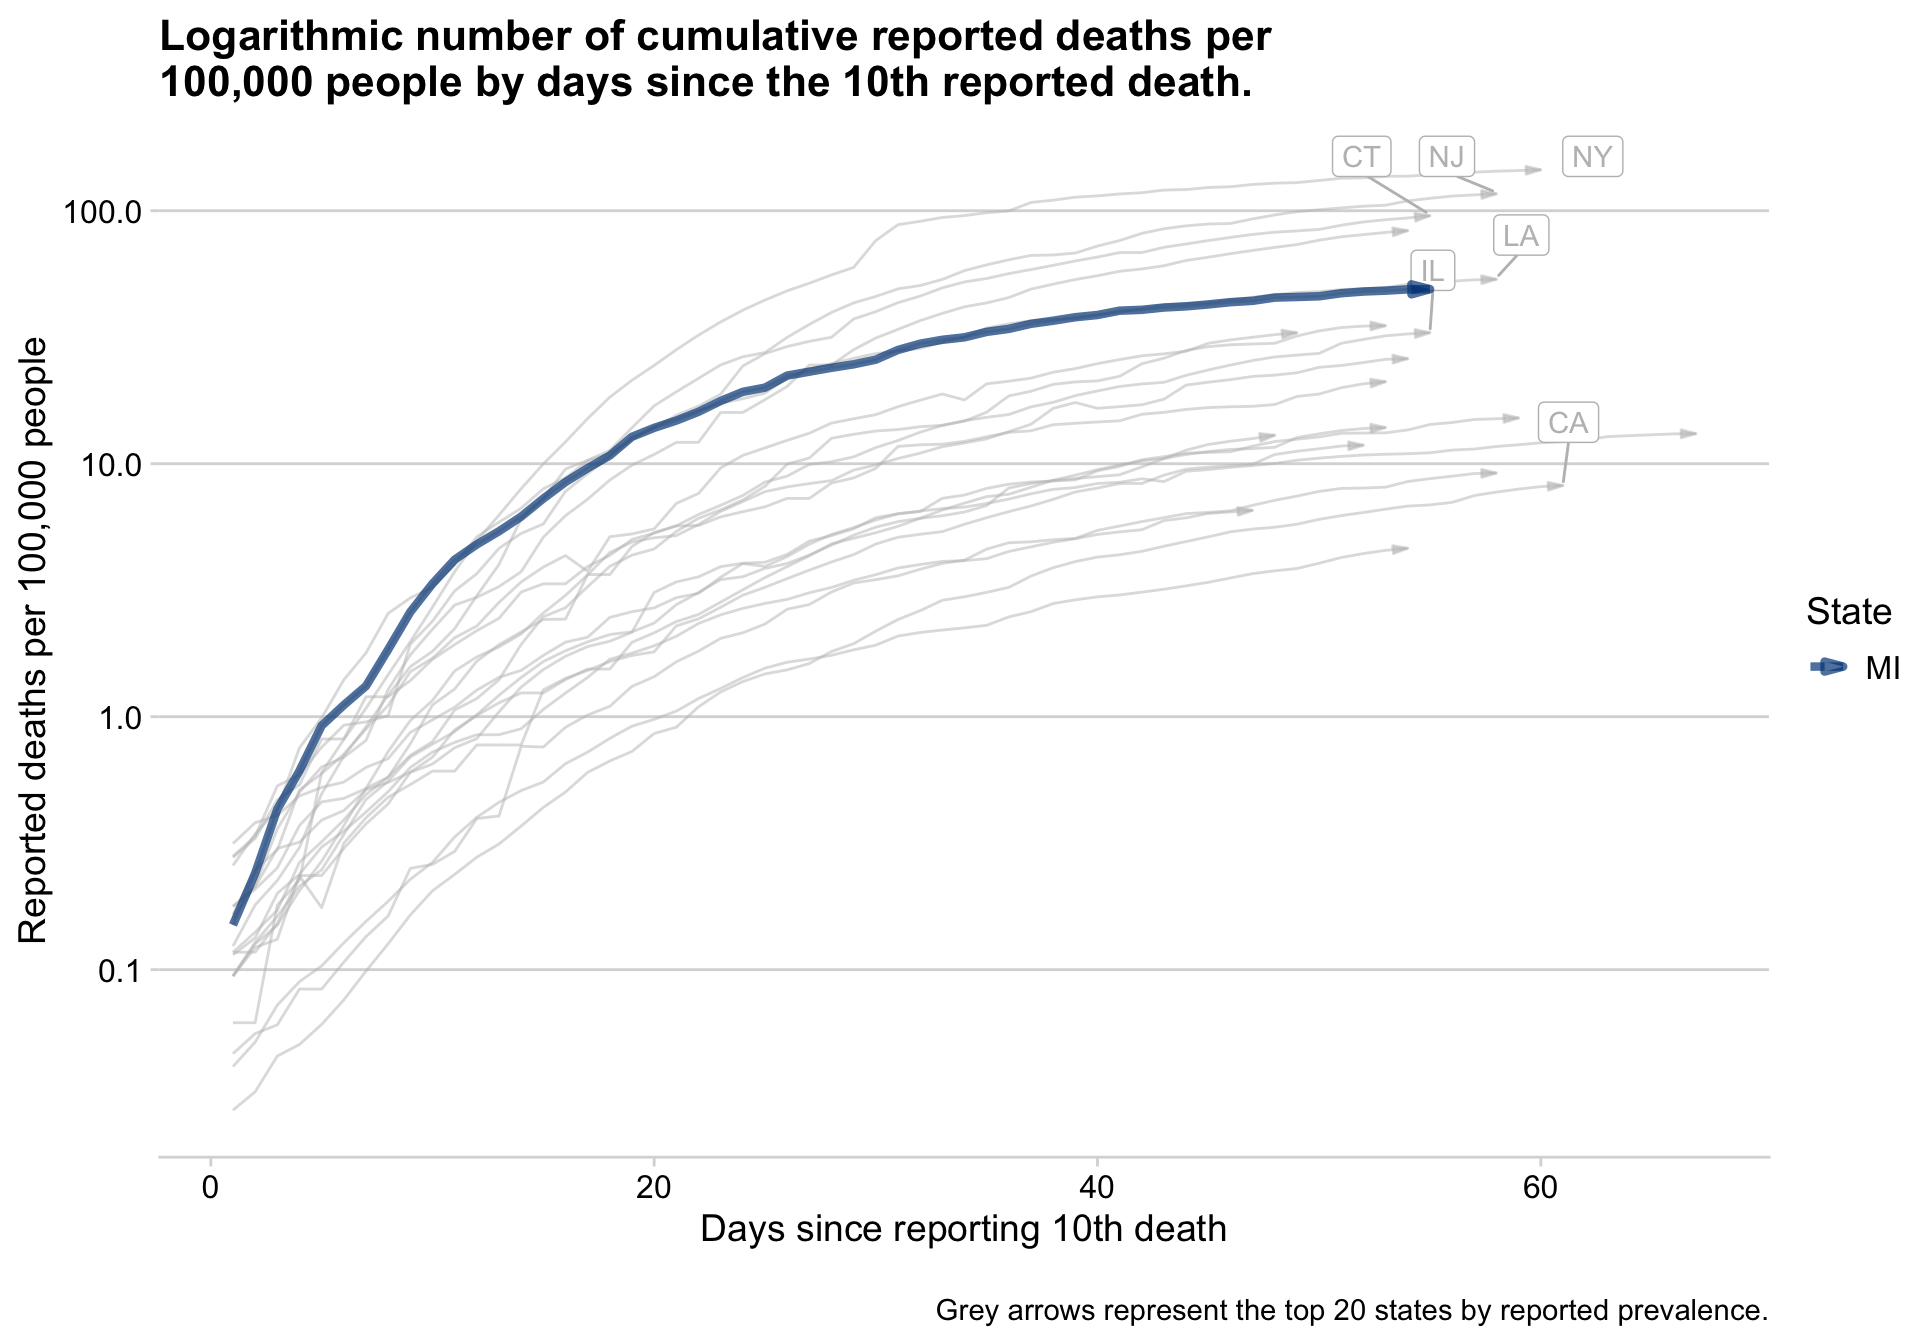 Logarithmic number of cumulative reported deaths per
100,000 people by days since the 10th reported death.
Reported deaths per 100,000 people
100.0
10.0
1.0
0.1
CT
NJ
NY
LA
IL
CA
State
MI
0
20
40
60
Days since reporting 10th death
Grey arrows represent the top 20 states by reported prevalence.